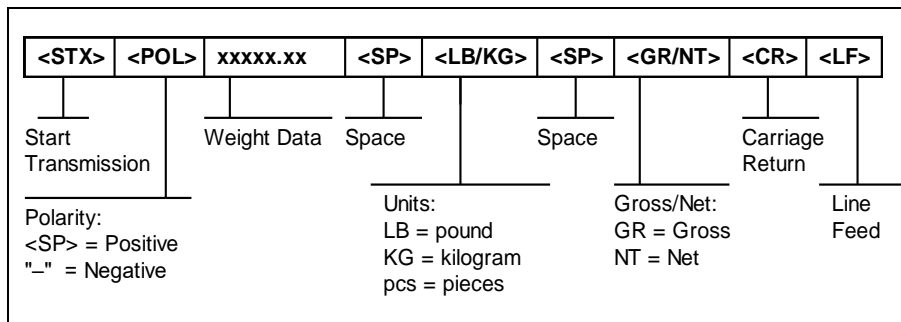 <STX> <POL> xxxxx.xx <SP> <LB/KG> <SP> <GR/NT> <CR> <LF>
Start
Transmission
Weight Data
Space
Space
Carriage
Return
Polarity:
<SP> = Positive
"–" = Negative
Units:
LB = pound
KG = kilogram
pcs = pieces
Gross/Net:
GR = Gross
NT = Net
Line
Feed